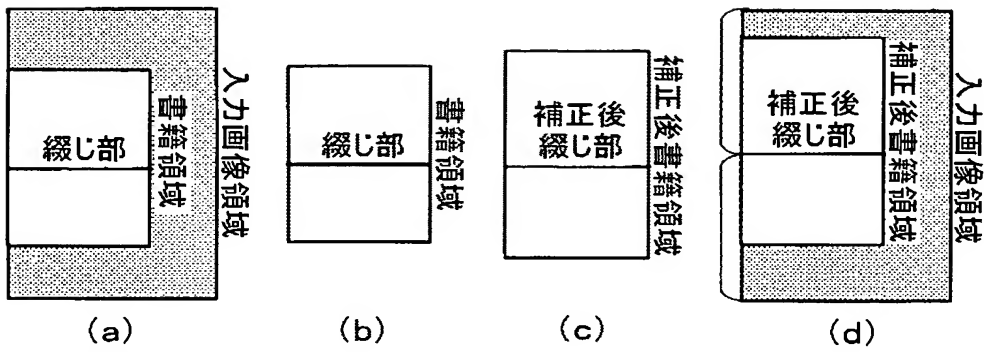 綴じ部
書籍領域
入力画像領域
(a)
綴じ部
書籍領域
(b)
補正後
綴じ部
補正後書籍領域
(c)
補正後
綴じ部
補正後書籍領域
入力画像領域
(d)